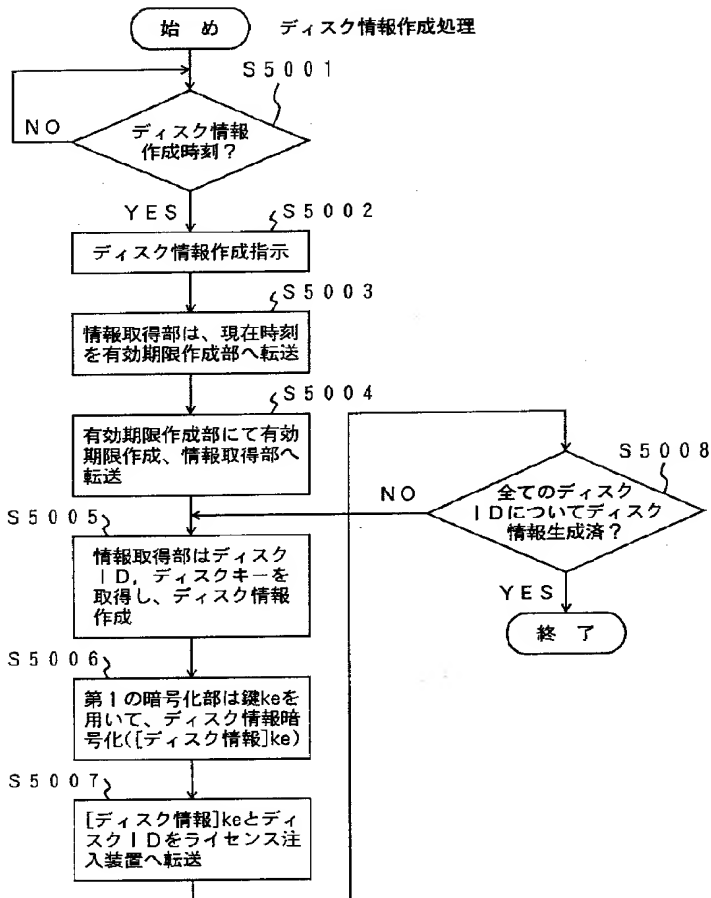 始 め
ディスク情報作成処理
S5001
ディスク情報
作成時刻？
NO
YES
S5002
ディスク情報作成指示
S5003
情報取得部は、現在時刻
を有効期限作成部へ転送
S5004
有効期限作成部にて有効
期限作成、情報取得部へ
転送
S5005
情報取得部はディスク
ID，ディスクキーを
取得し、ディスク情報
作成
S5006
第1の暗号化部は鍵keを
用いて、ディスク情報暗
号化([ディスク情報]ke)
S5007
[ディスク情報]keとディ
スクIDをライセンス注
入装置へ転送
S5008
全てのディスク
IDについてディスク
情報生成済？
NO
YES
終 了